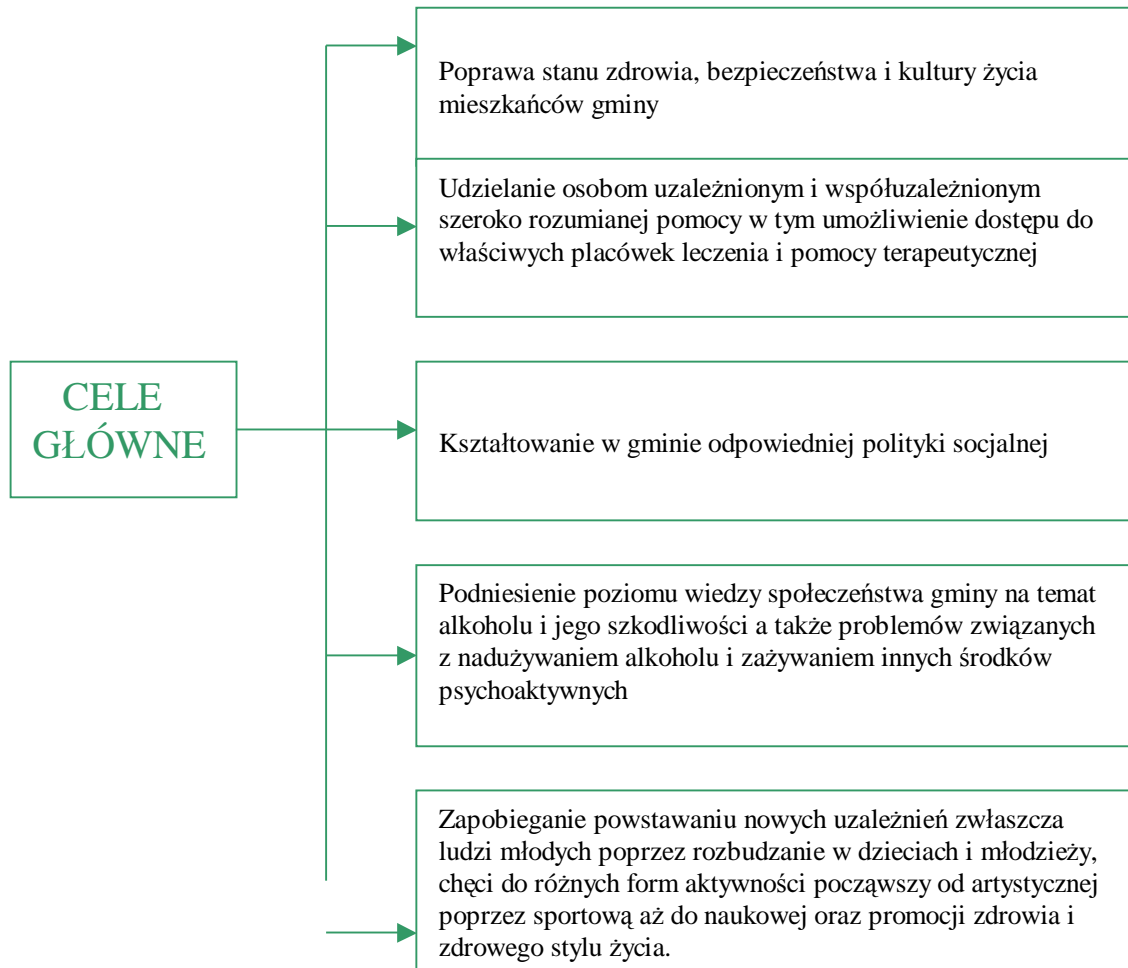 Poprawa stanu zdrowia, bezpieczeństwa i kultury życia
mieszkańców gminy
Udzielanie osobom uzależnionym i współuzależnionym
szeroko rozumianej pomocy w tym umożliwienie dostępu do
właściwych placówek leczenia i pomocy terapeutycznej
CELE
GŁÓWNE
Kształtowanie w gminie odpowiedniej polityki socjalnej
Podniesienie poziomu wiedzy społeczeństwa gminy na temat
alkoholu i jego szkodliwości a także problemów związanych
z nadużywaniem alkoholu i zażywaniem innych środków
psychoaktywnych
Zapobieganie powstawaniu nowych uzależnień zwłaszcza
ludzi młodych poprzez rozbudzanie w dzieciach i młodzieży,
chęci do różnych form aktywności począwszy od artystycznej
poprzez sportową aż do naukowej oraz promocji zdrowia i
zdrowego stylu życia.